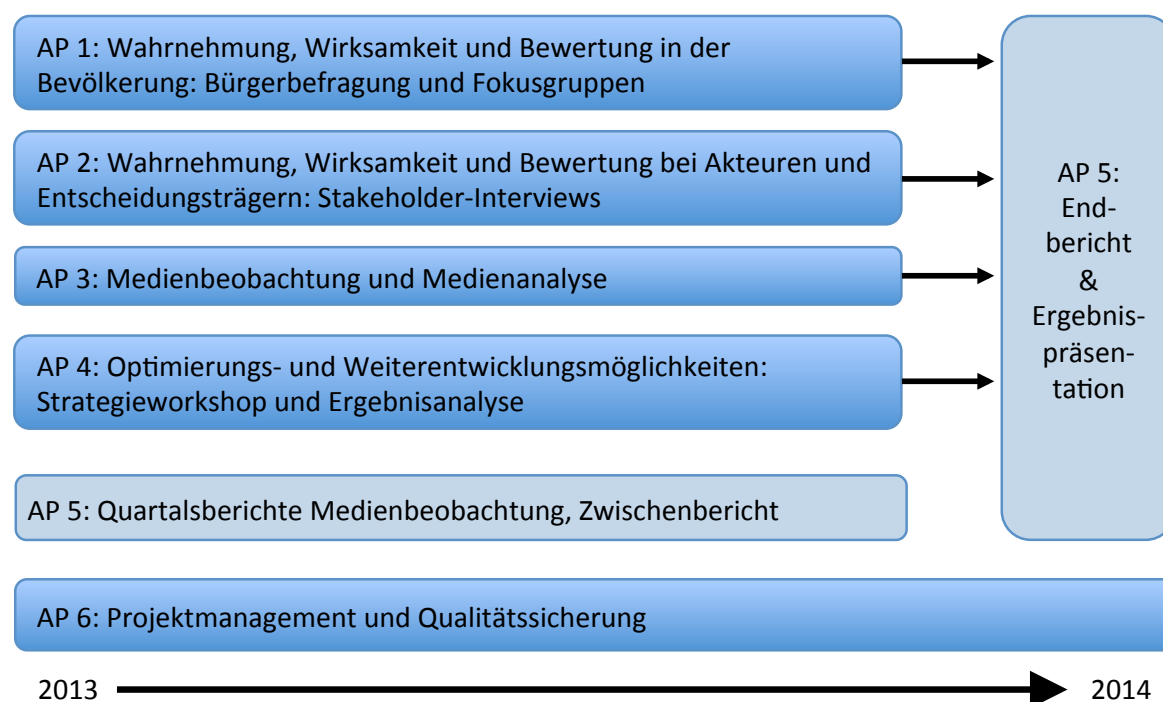 AP 1: Wahrnehmung, Wirksamkeit und Bewertung in der
Bevölkerung: Bürgerbefragung und Fokusgruppen
AP 2: Wahrnehmung, Wirksamkeit und Bewertung bei Akteuren und
Entscheidungsträgern: Stakeholder-Interviews
AP 3: Medienbeobachtung und Medienanalyse
AP 4: Optimierungs- und Weiterentwicklungsmöglichkeiten:
Strategieworkshop und Ergebnisanalyse
AP 5: Quartalsberichte Medienbeobachtung, Zwischenbericht
AP 5:
End-
bericht
&
Ergebnis-
präsen-
tation
AP 6: Projektmanagement und Qualitätssicherung
2013
2014